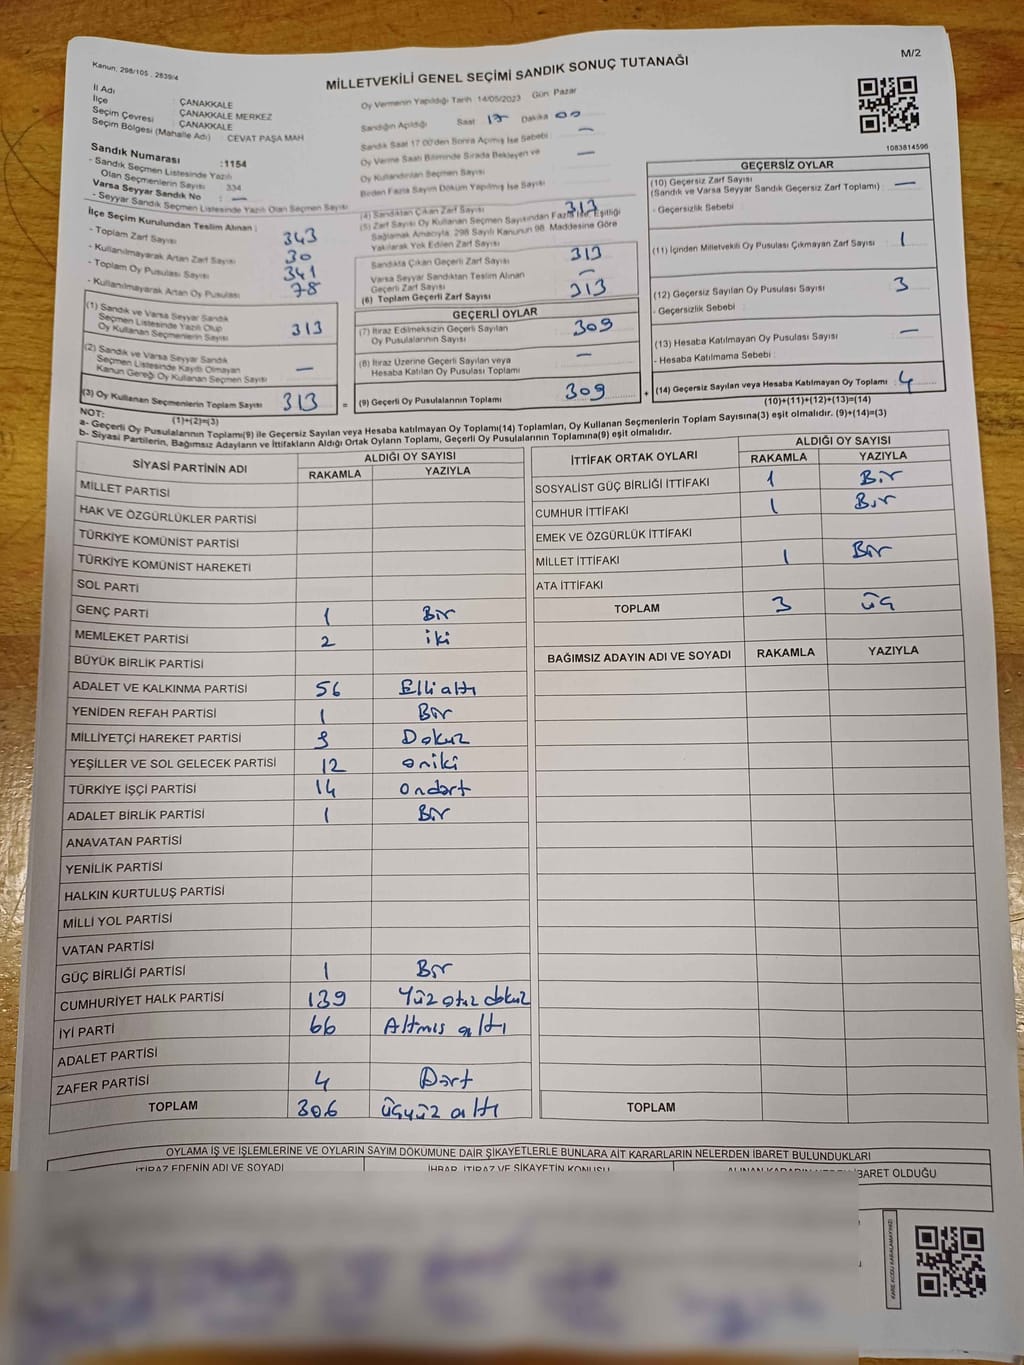 Kanun: 298/105 , 2839/4
M/2
MİLLETVEKİLİ GENEL SEÇİMİ SANDIK SONUÇ TUTANAĞI
İl Adı : ÇANAKKALE
İlçe : ÇANAKKALE MERKEZ
Seçim Çevresi : ÇANAKKALE
Seçim Bölgesi (Mahalle Adı) : CEVAT PAŞA MAH
Sandık Numarası : 1154
- Sandık Seçmen Listesinde Yazılı
Olan Seçmenlerin Sayısı : 334
Varsa Seyyar Sandık No : —
- Seyyar Sandık Seçmen Listesinde Yazılı Olan Seçmen Sayısı
Oy Vermenin Yapıldığı Tarih :14/05/2023 Gün: Pazar
Sandığın Açıldığı Saat 17 Dakika 00
Sandık Saat 17:00'den Sonra Açılmış İse Sebebi —
Oy Verme Saati Bitiminde Sırada Bekleyen ve
Oy Kullandırılan Seçmen Sayısı —
Birden Fazla Sayım Döküm Yapılmış İse Sayısı
1083814596
İlçe Seçim Kurulundan Teslim Alınan :
- Toplam Zarf Sayısı 343
- Kullanılmayarak Artan Zarf Sayısı 30
- Toplam Oy Pusulası Sayısı 341
- Kullanılmayarak Artan Oy Pusulası 78
(1) Sandık ve Varsa Seyyar Sandık
Seçmen Listesinde Yazılı Olup
Oy Kullanan Seçmenlerin Sayısı 313
(2) Sandık ve Varsa Seyyar Sandık
Seçmen Listesinde Kayıtlı Olmayan
Kanun Gereği Oy Kullanan Seçmen Sayısı —
(3) Oy Kullanan Seçmenlerin Toplam Sayısı 313 =
(1)+(2)=(3)
(4) Sandıktan Çıkan Zarf Sayısı 313
(5) Zarf Sayısı Oy Kullanan Seçmen Sayısından Fazla İse, Eşitliği
Sağlamak Amacıyla, 298 Sayılı Kanunun 98. Maddesine Göre
Yakılarak Yok Edilen Zarf Sayısı
Sandıkta Çıkan Geçerli Zarf Sayısı 313
Varsa Seyyar Sandıktan Teslim Alınan
Geçerli Zarf Sayısı —
(6) Toplam Geçerli Zarf Sayısı 313
GEÇERLİ OYLAR
(7) İtiraz Edilmeksizin Geçerli Sayılan
Oy Pusulalarının Sayısı 309
(8) İtiraz Üzerine Geçerli Sayılan veya
Hesaba Katılan Oy Pusulası Toplamı —
(9) Geçerli Oy Pusulalarının Toplamı 309 +
GEÇERSİZ OYLAR
(10) Geçersiz Zarf Sayısı
(Sandık ve Varsa Seyyar Sandık Geçersiz Zarf Toplamı) : —
- Geçersizlik Sebebi :
(11) İçinden Milletvekili Oy Pusulası Çıkmayan Zarf Sayısı 1
(12) Geçersiz Sayılan Oy Pusulası Sayısı 3
- Geçersizlik Sebebi :
(13) Hesaba Katılmayan Oy Pusulası Sayısı —
- Hesaba Katılmama Sebebi :
(14) Geçersiz Sayılan veya Hesaba Katılmayan Oy Toplamı : 4
(10)+(11)+(12)+(13)=(14)
NOT:
a- Geçerli Oy Pusulalarının Toplamı(9) ile Geçersiz Sayılan veya Hesaba katılmayan Oy Toplamı(14) Toplamları, Oy Kullanan Seçmenlerin Toplam Sayısına(3) eşit olmalıdır. (9)+(14)=(3)
b- Siyasi Partilerin, Bağımsız Adayların ve İttifakların Aldığı Ortak Oyların Toplamı, Geçerli Oy Pusulalarının Toplamına(9) eşit olmalıdır.
SİYASİ PARTİNİN ADI ALDIĞI OY SAYISI
RAKAMLA YAZIYLA
MİLLET PARTİSİ
HAK VE ÖZGÜRLÜKLER PARTİSİ
TÜRKİYE KOMÜNİST PARTİSİ
TÜRKİYE KOMÜNİST HAREKETİ
SOL PARTİ
GENÇ PARTİ 1 Bir
MEMLEKET PARTİSİ 2 iki
BÜYÜK BİRLİK PARTİSİ
ADALET VE KALKINMA PARTİSİ 56 Elli altı
YENİDEN REFAH PARTİSİ 1 Bir
MİLLİYETÇİ HAREKET PARTİSİ 9 Dokuz
YEŞİLLER VE SOL GELECEK PARTİSİ 12 oniki
TÜRKİYE İŞÇİ PARTİSİ 14 ondört
ADALET BİRLİK PARTİSİ 1 Bir
ANAVATAN PARTİSİ
YENİLİK PARTİSİ
HALKIN KURTULUŞ PARTİSİ
MİLLİ YOL PARTİSİ
VATAN PARTİSİ
GÜÇ BİRLİĞİ PARTİSİ 1 Bir
CUMHURİYET HALK PARTİSİ 139 Yüz otuz dokuz
İYİ PARTİ 66 Altmış altı
ADALET PARTİSİ
ZAFER PARTİSİ 4 Dört
TOPLAM 306 üçyüz altı
İTTİFAK ORTAK OYLARI ALDIĞI OY SAYISI
RAKAMLA YAZIYLA
SOSYALİST GÜÇ BİRLİĞİ İTTİFAKI 1 Bir
CUMHUR İTTİFAKI 1 Bir
EMEK VE ÖZGÜRLÜK İTTİFAKI
MİLLET İTTİFAKI 1 Bir
ATA İTTİFAKI
TOPLAM 3 üç
BAĞIMSIZ ADAYIN ADI VE SOYADI RAKAMLA YAZIYLA
TOPLAM
OYLAMA İŞ VE İŞLEMLERİNE VE OYLARIN SAYIM DÖKÜMÜNE DAİR ŞİKAYETLERLE BUNLARA AİT KARARLARIN NELERDEN İBARET BULUNDUKLARI
İTİRAZ EDENİN ADI VE SOYADI İHBAR, İTİRAZ VE ŞİKAYETİN KONUSU ALINAN KARARIN NEDEN İBARET OLDUĞU
KARE KODU KARALAMAYINIZ